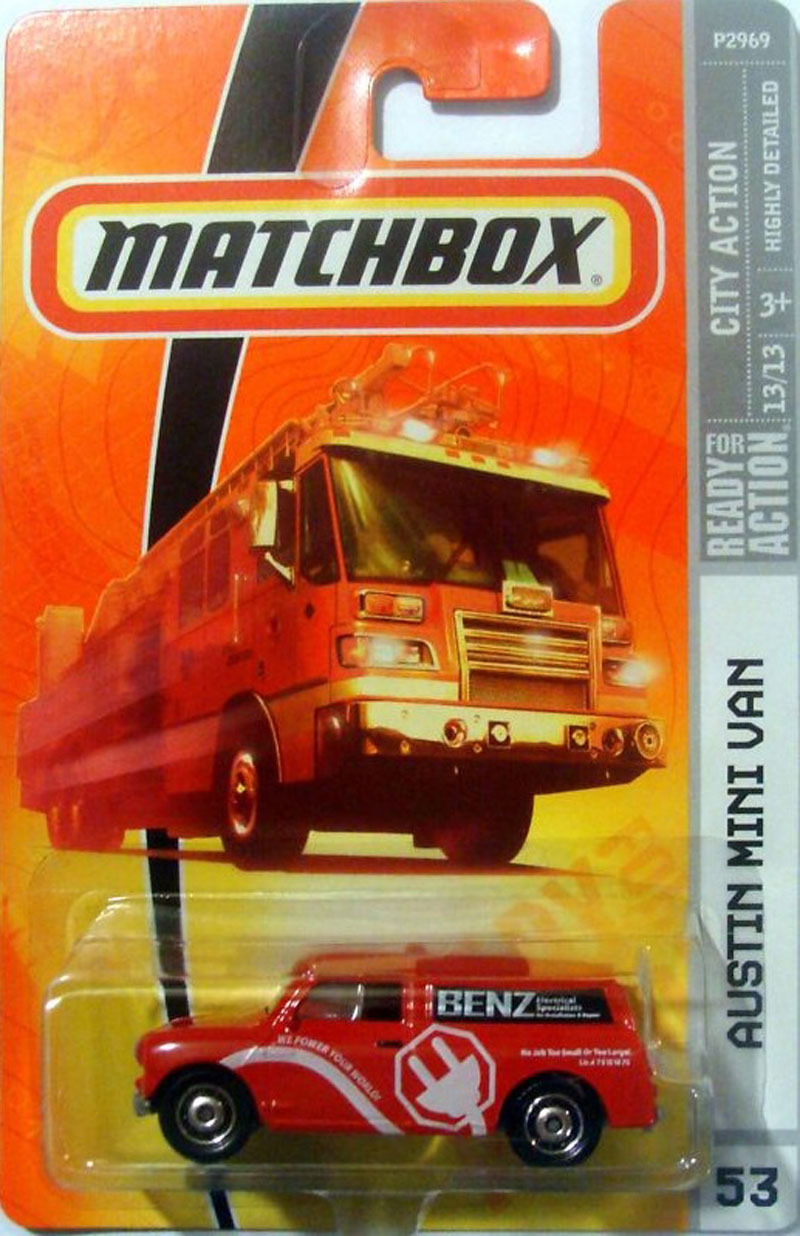 P2969
MATCHBOX®
CITY ACTION
HIGHLY DETAILED
3+
13/13
READY FOR ACTION
AUSTIN MINI VAN
BENZ Electrical
Specialists
WE POWER YOUR WORLD!
No Job Too Small Or Too Large!
53